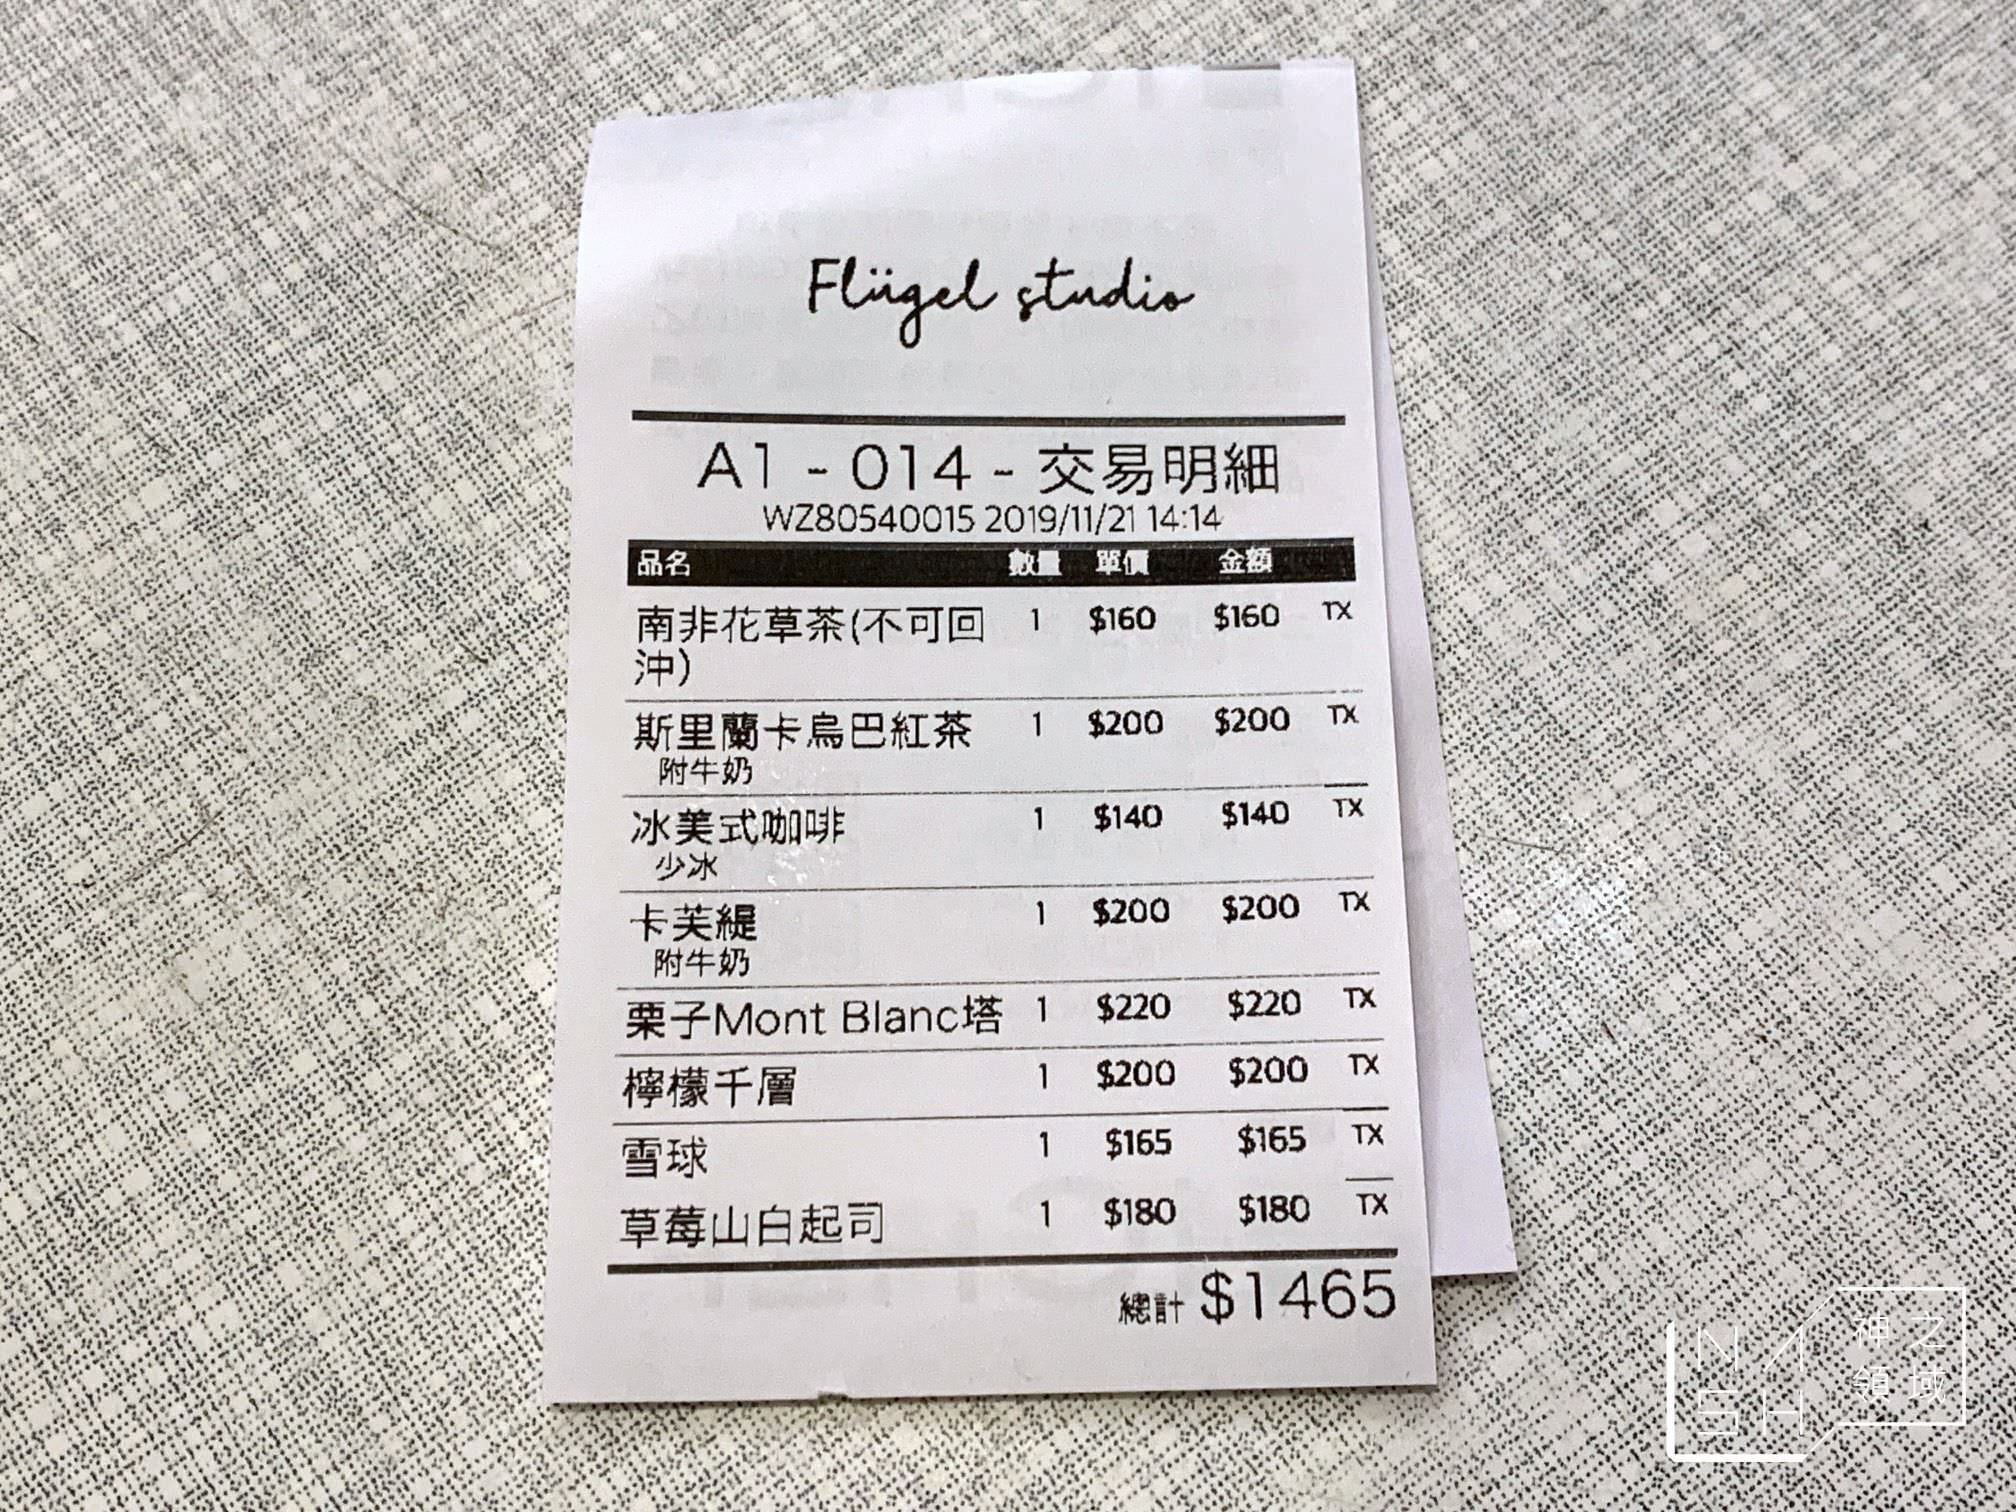 Flügel studio
A1 - 014 - 交易明細
WZ80540015 2019/11/21 14:14
品名 數量 單價 金額
南非花草茶(不可回 1 $160 $160 TX
沖)
斯里蘭卡烏巴紅茶 1 $200 $200 TX
附牛奶
冰美式咖啡 1 $140 $140 TX
少冰
卡芙緹 1 $200 $200 TX
附牛奶
栗子Mont Blanc塔 1 $220 $220 TX
檸檬千層 1 $200 $200 TX
雪球 1 $165 $165 TX
草莓山白起司 1 $180 $180 TX
總計 $1465
NASH 神之領域